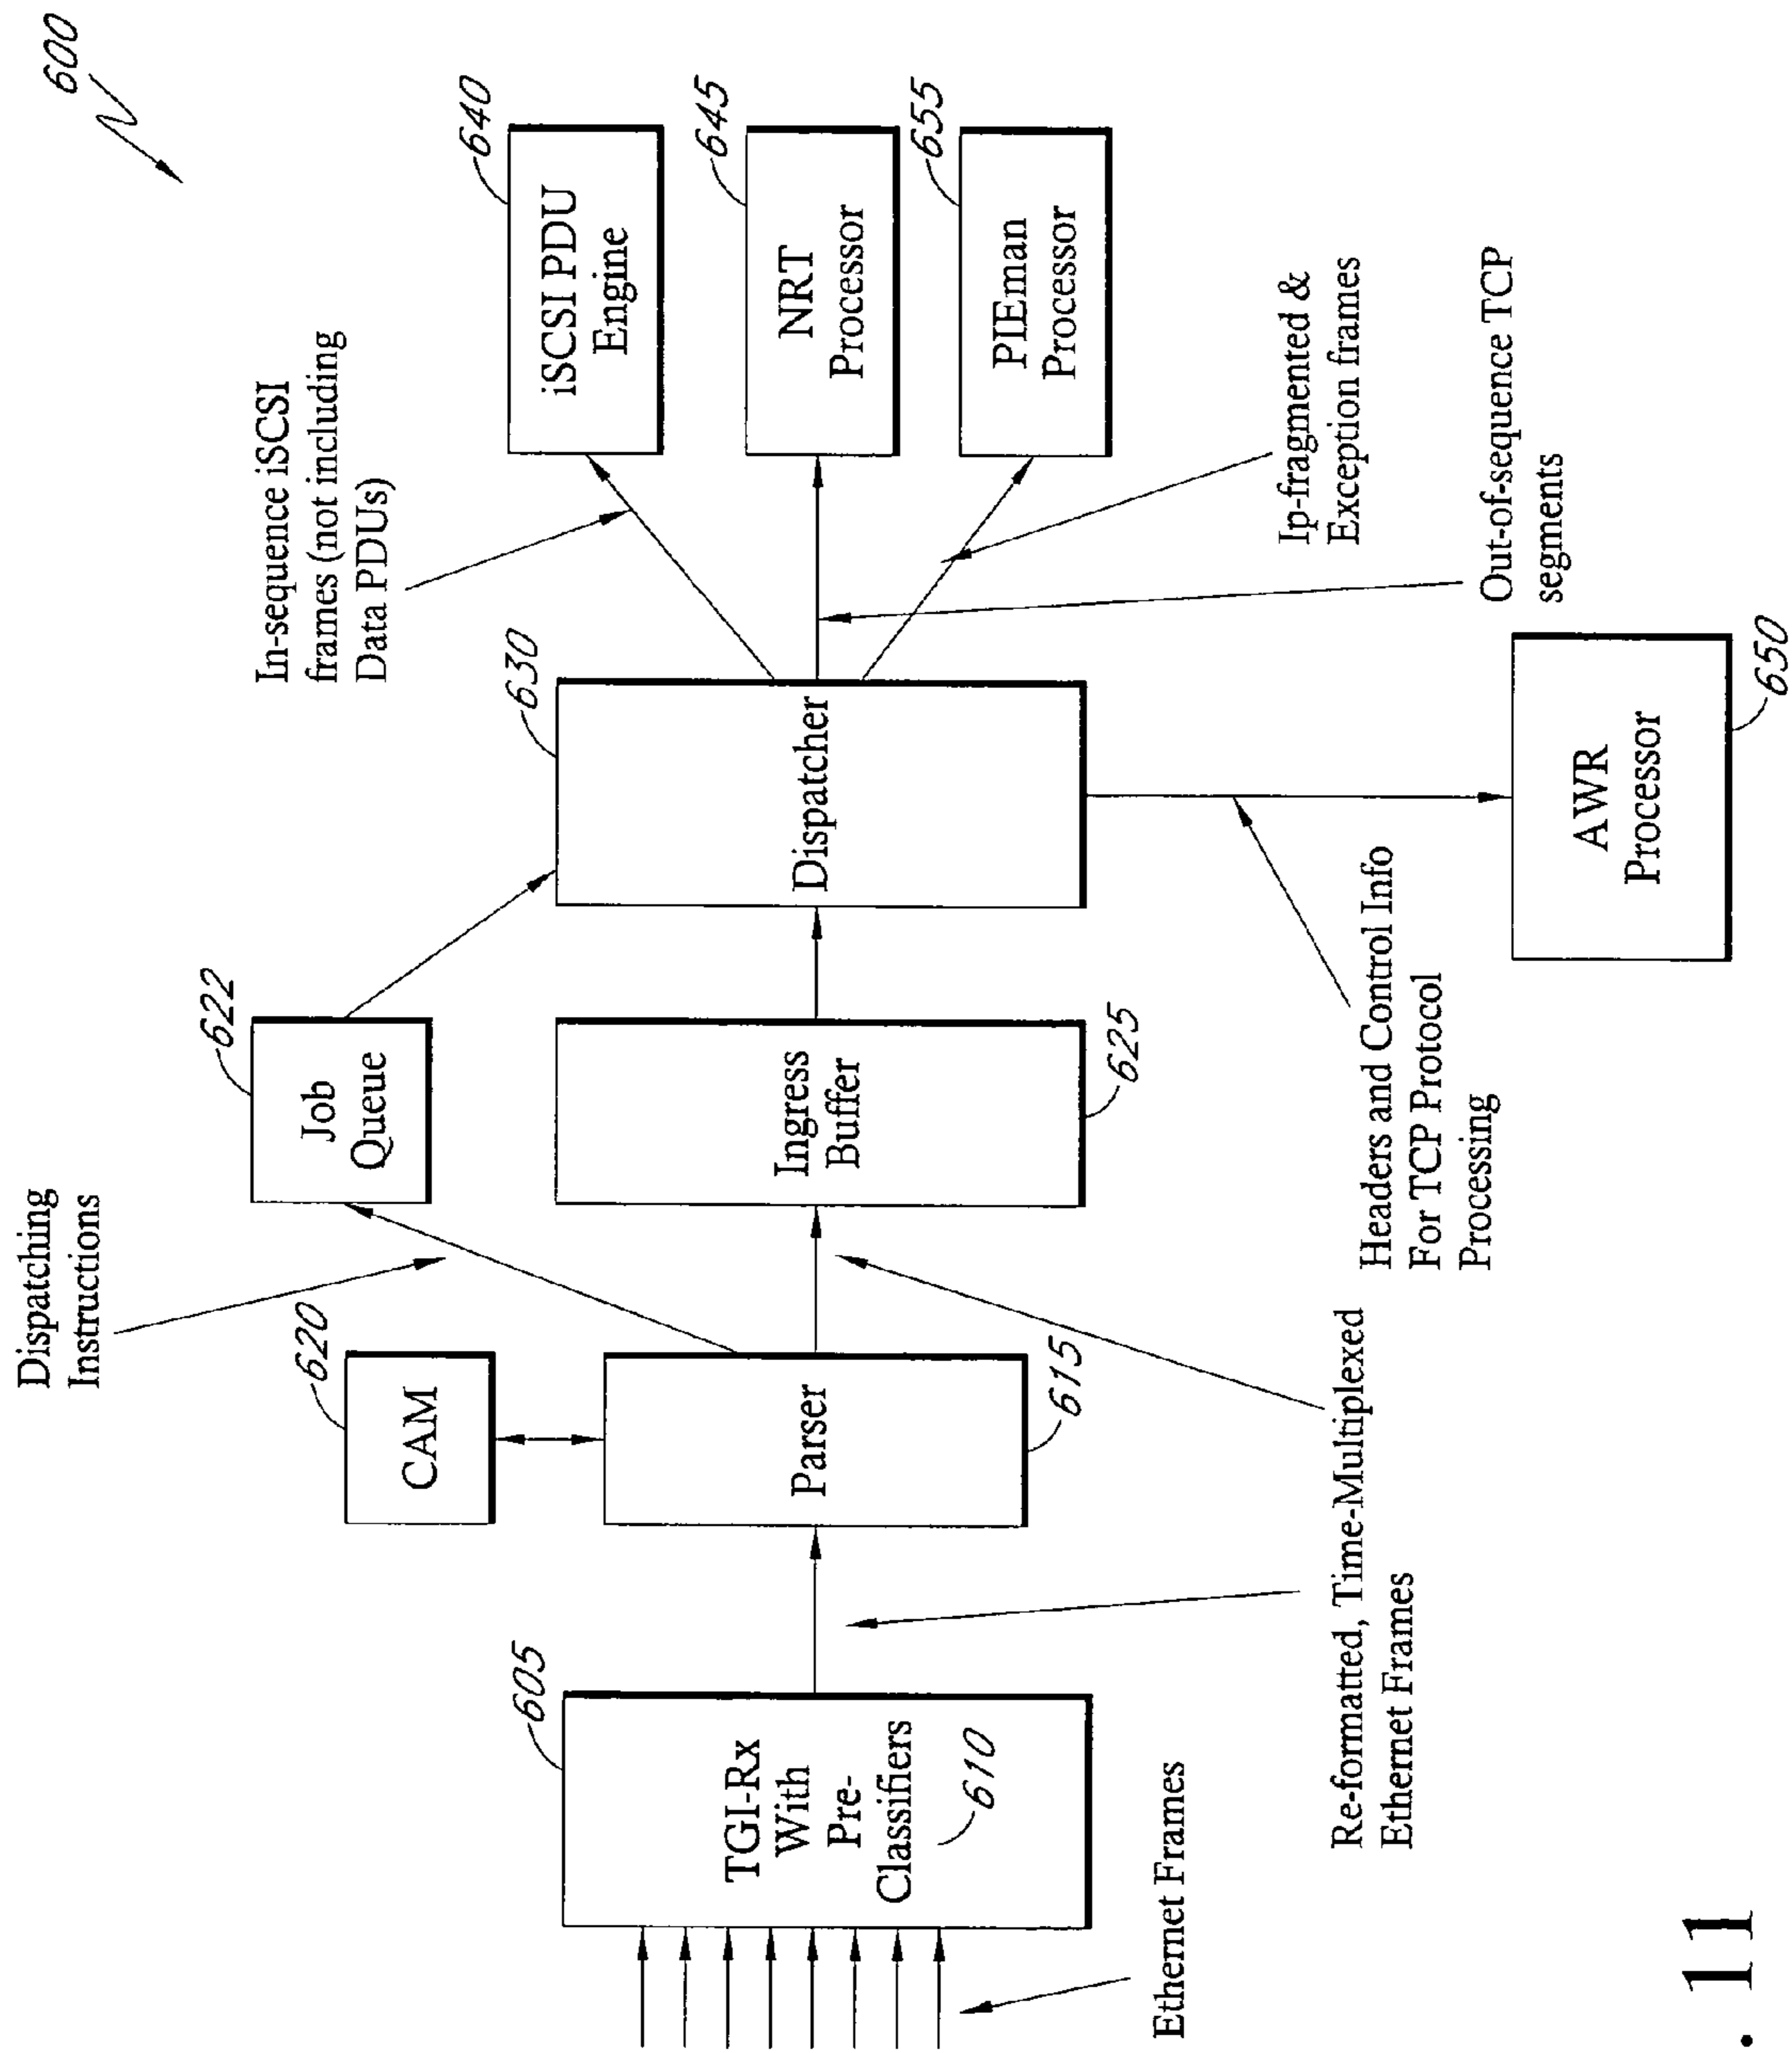 600
Dispatching
Instructions
In-sequence iSCSI
frames (not including
Data PDUs)
622
Job
Queue
620
CAM
640
iSCSI PDU
Engine
605
TGI-Rx
With
Pre-
Classifiers
610
Parser
615
Ingress
Buffer
625
630
Dispatcher
645
NRT
Processor
655
PIEman
Processor
Ethernet Frames
Re-formatted, Time-Multiplexed
Ethernet Frames
Headers and Control Info
For TCP Protocol
Processing
Ip-fragmented &
Exception frames
Out-of-sequence TCP
segments
AWR
Processor
650
. 11